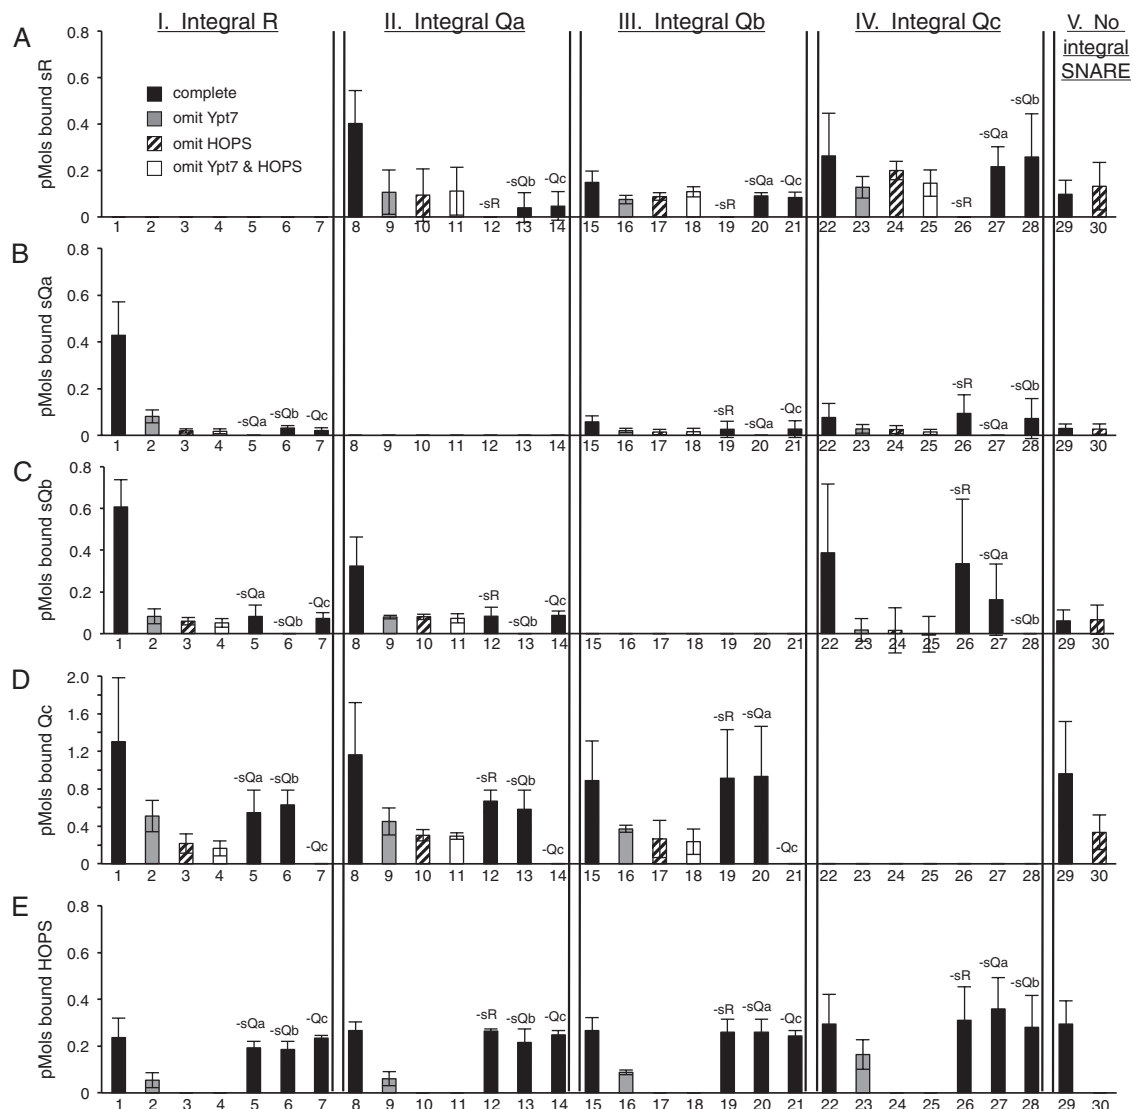 I. Integral R II. Integral Qa III. Integral Qb IV. Integral Qc V. No
integral
SNARE
A
pMols bound sR
0.8
0.6
0.4
0.2
0
complete
omit Ypt7
omit HOPS
omit Ypt7 & HOPS
-sR -sQb -Qc -sR -sQa -Qc -sR -sQa -sQb
1 2 3 4 5 6 7 8 9 10 11 12 13 14 15 16 17 18 19 20 21 22 23 24 25 26 27 28 29 30
B
pMols bound sQa
0.8
0.6
0.4
0.2
0
-sQa -sQb -Qc -sR -sQa -Qc -sR -sQa -sQb
1 2 3 4 5 6 7 8 9 10 11 12 13 14 15 16 17 18 19 20 21 22 23 24 25 26 27 28 29 30
C
pMols bound sQb
0.8
0.6
0.4
0.2
0
-sQa -sQb -Qc -sR -sQb -Qc -sR -sQa -sQb
1 2 3 4 5 6 7 8 9 10 11 12 13 14 15 16 17 18 19 20 21 22 23 24 25 26 27 28 29 30
D
pMols bound Qc
2.0
1.6
1.2
0.8
0.4
0
-sQa -sQb -Qc -sR -sQb -Qc -sR -sQa -Qc
1 2 3 4 5 6 7 8 9 10 11 12 13 14 15 16 17 18 19 20 21 22 23 24 25 26 27 28 29 30
E
pMols bound HOPS
0.8
0.6
0.4
0.2
0
-sQa -sQb -Qc -sR -sQb -Qc -sR -sQa -Qc -sR -sQa -sQb
1 2 3 4 5 6 7 8 9 10 11 12 13 14 15 16 17 18 19 20 21 22 23 24 25 26 27 28 29 30